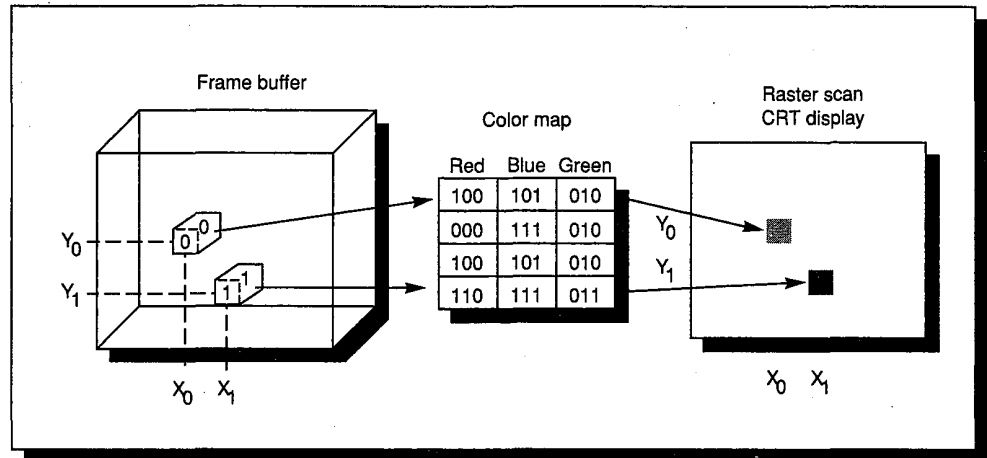 Frame buffer
0 0
1 1
Y0
Y1
X0 X1
Color map
Red Blue Green
100 101 010
000 111 010
100 101 010
110 111 011
Raster scan
CRT display
Y0
Y1
X0 X1